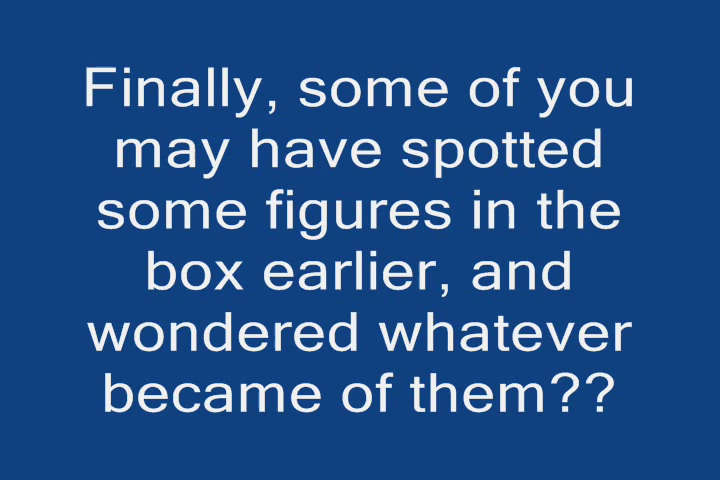 Finally, some of you
may have spotted
some figures in the
box earlier, and
wondered whatever
became of them??